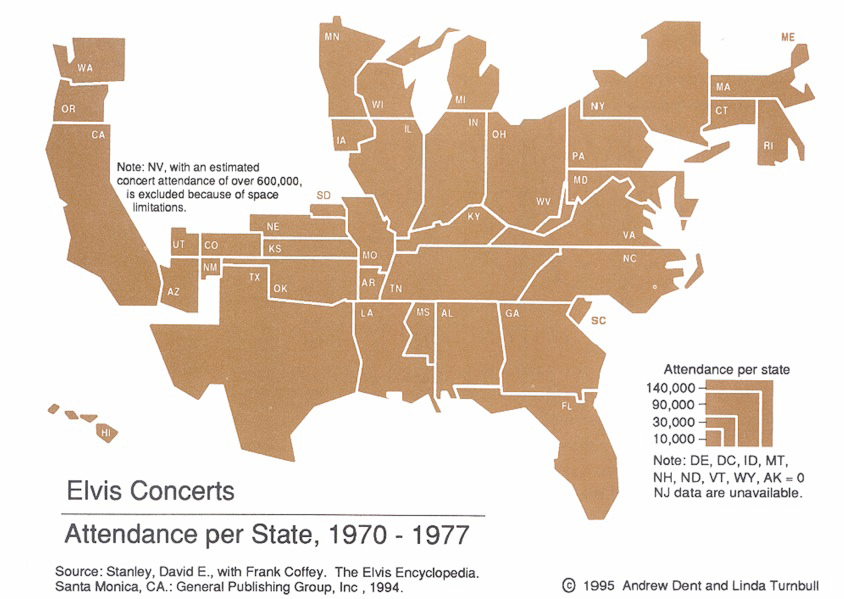 MN
ME
WA
MA
WI
MI
NY
OR
CT
IL
IN
OH
CA
IA
RI
PA
Note: NV, with an estimated
concert attendance of over 600,000,
is excluded because of space
limitations.
MD
SD
WV
KY
NE
VA
UT
CO
KS
MO
NC
NM
TX
OK
AR
TN
AZ
LA
MS
AL
GA
SC
Attendance per state
140,000
90,000
30,000
10,000
FL
HI
Note: DE, DC, ID, MT,
NH, ND, VT, WY, AK = 0
NJ data are unavailable.
Elvis Concerts
Attendance per State, 1970 - 1977
Source: Stanley, David E., with Frank Coffey. The Elvis Encyclopedia.
Santa Monica, CA.: General Publishing Group, Inc , 1994.
© 1995 Andrew Dent and Linda Turnbull